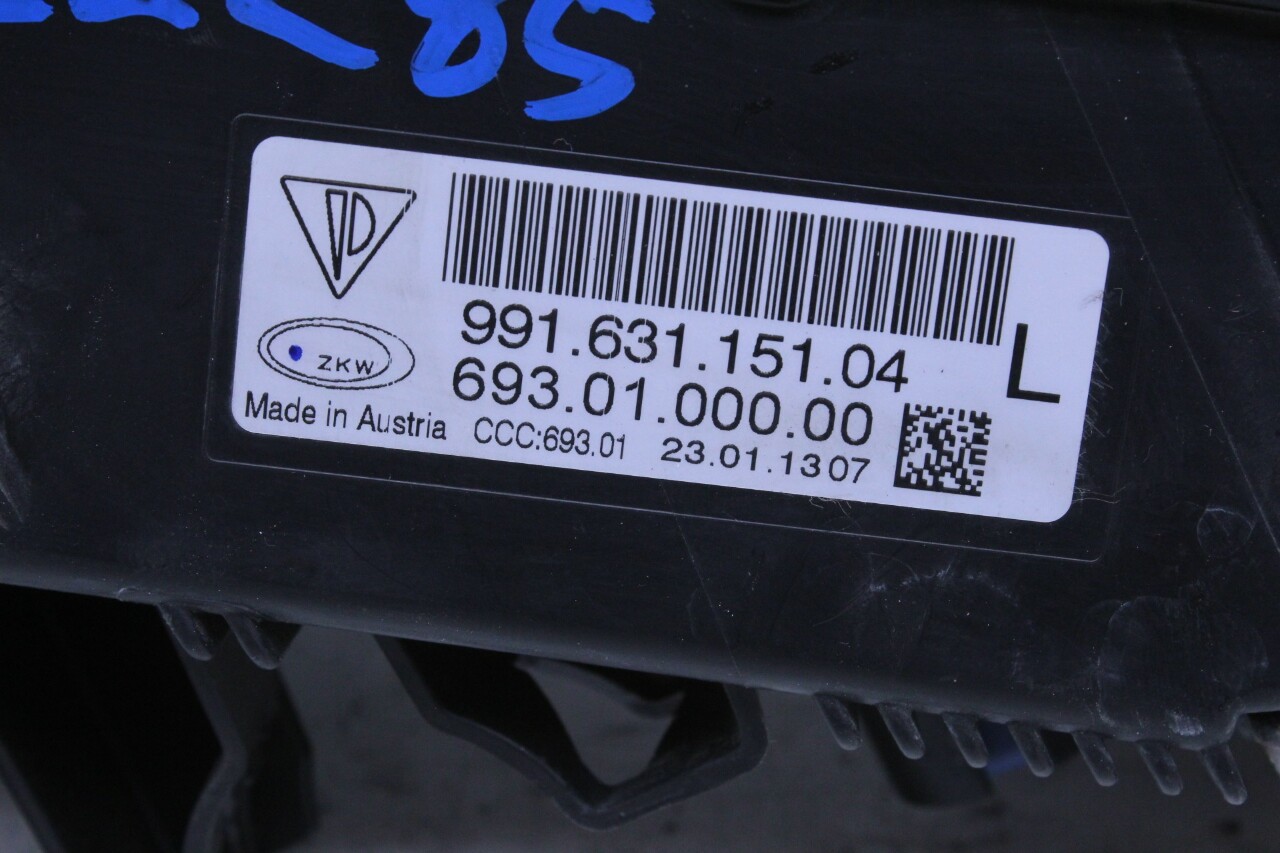 85
991.631.151.04
L
693.01.000.00
ZKW
Made in Austria
CCC:693.01
23.01.13 07